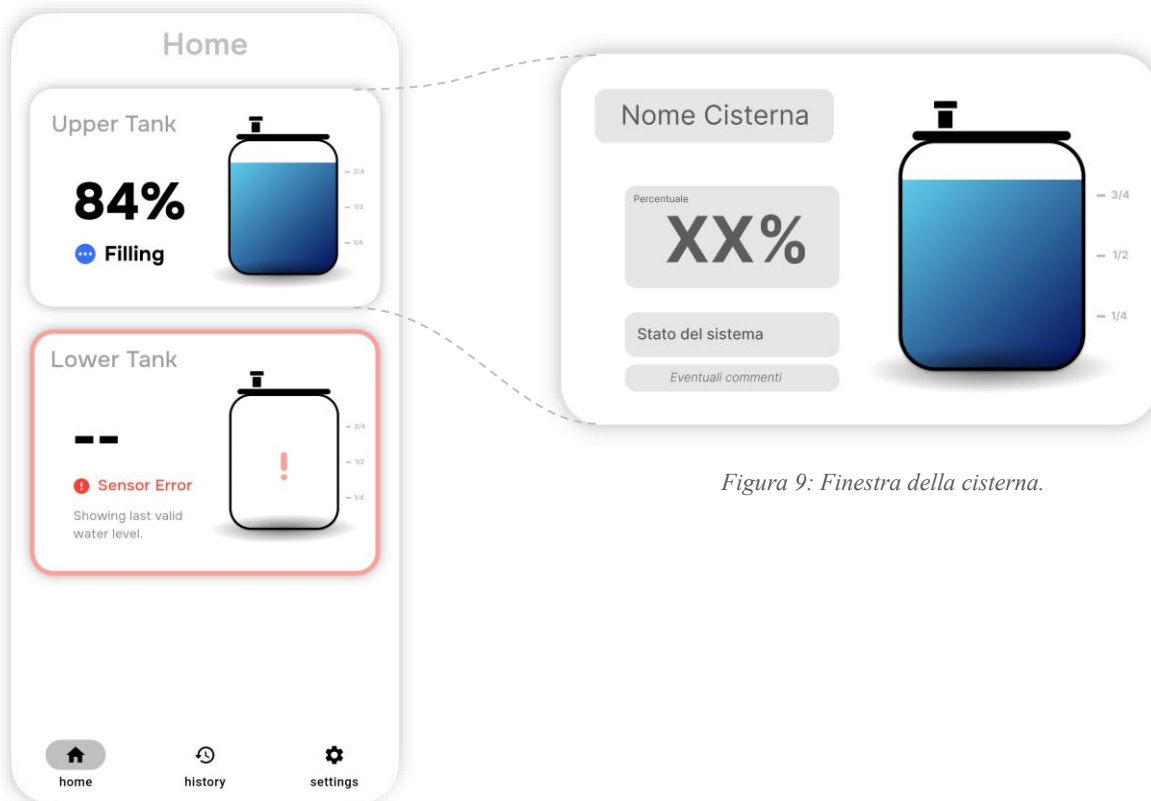 Home
Upper Tank
84%
Filling
3/4
1/2
1/4
Lower Tank
--
Sensor Error
Showing last valid
water level.
3/4
1/2
1/4
home
history
settings
Nome Cisterna
Percentuale
XX%
Stato del sistema
Eventuali commenti
3/4
1/2
1/4
Figura 9: Finestra della cisterna.